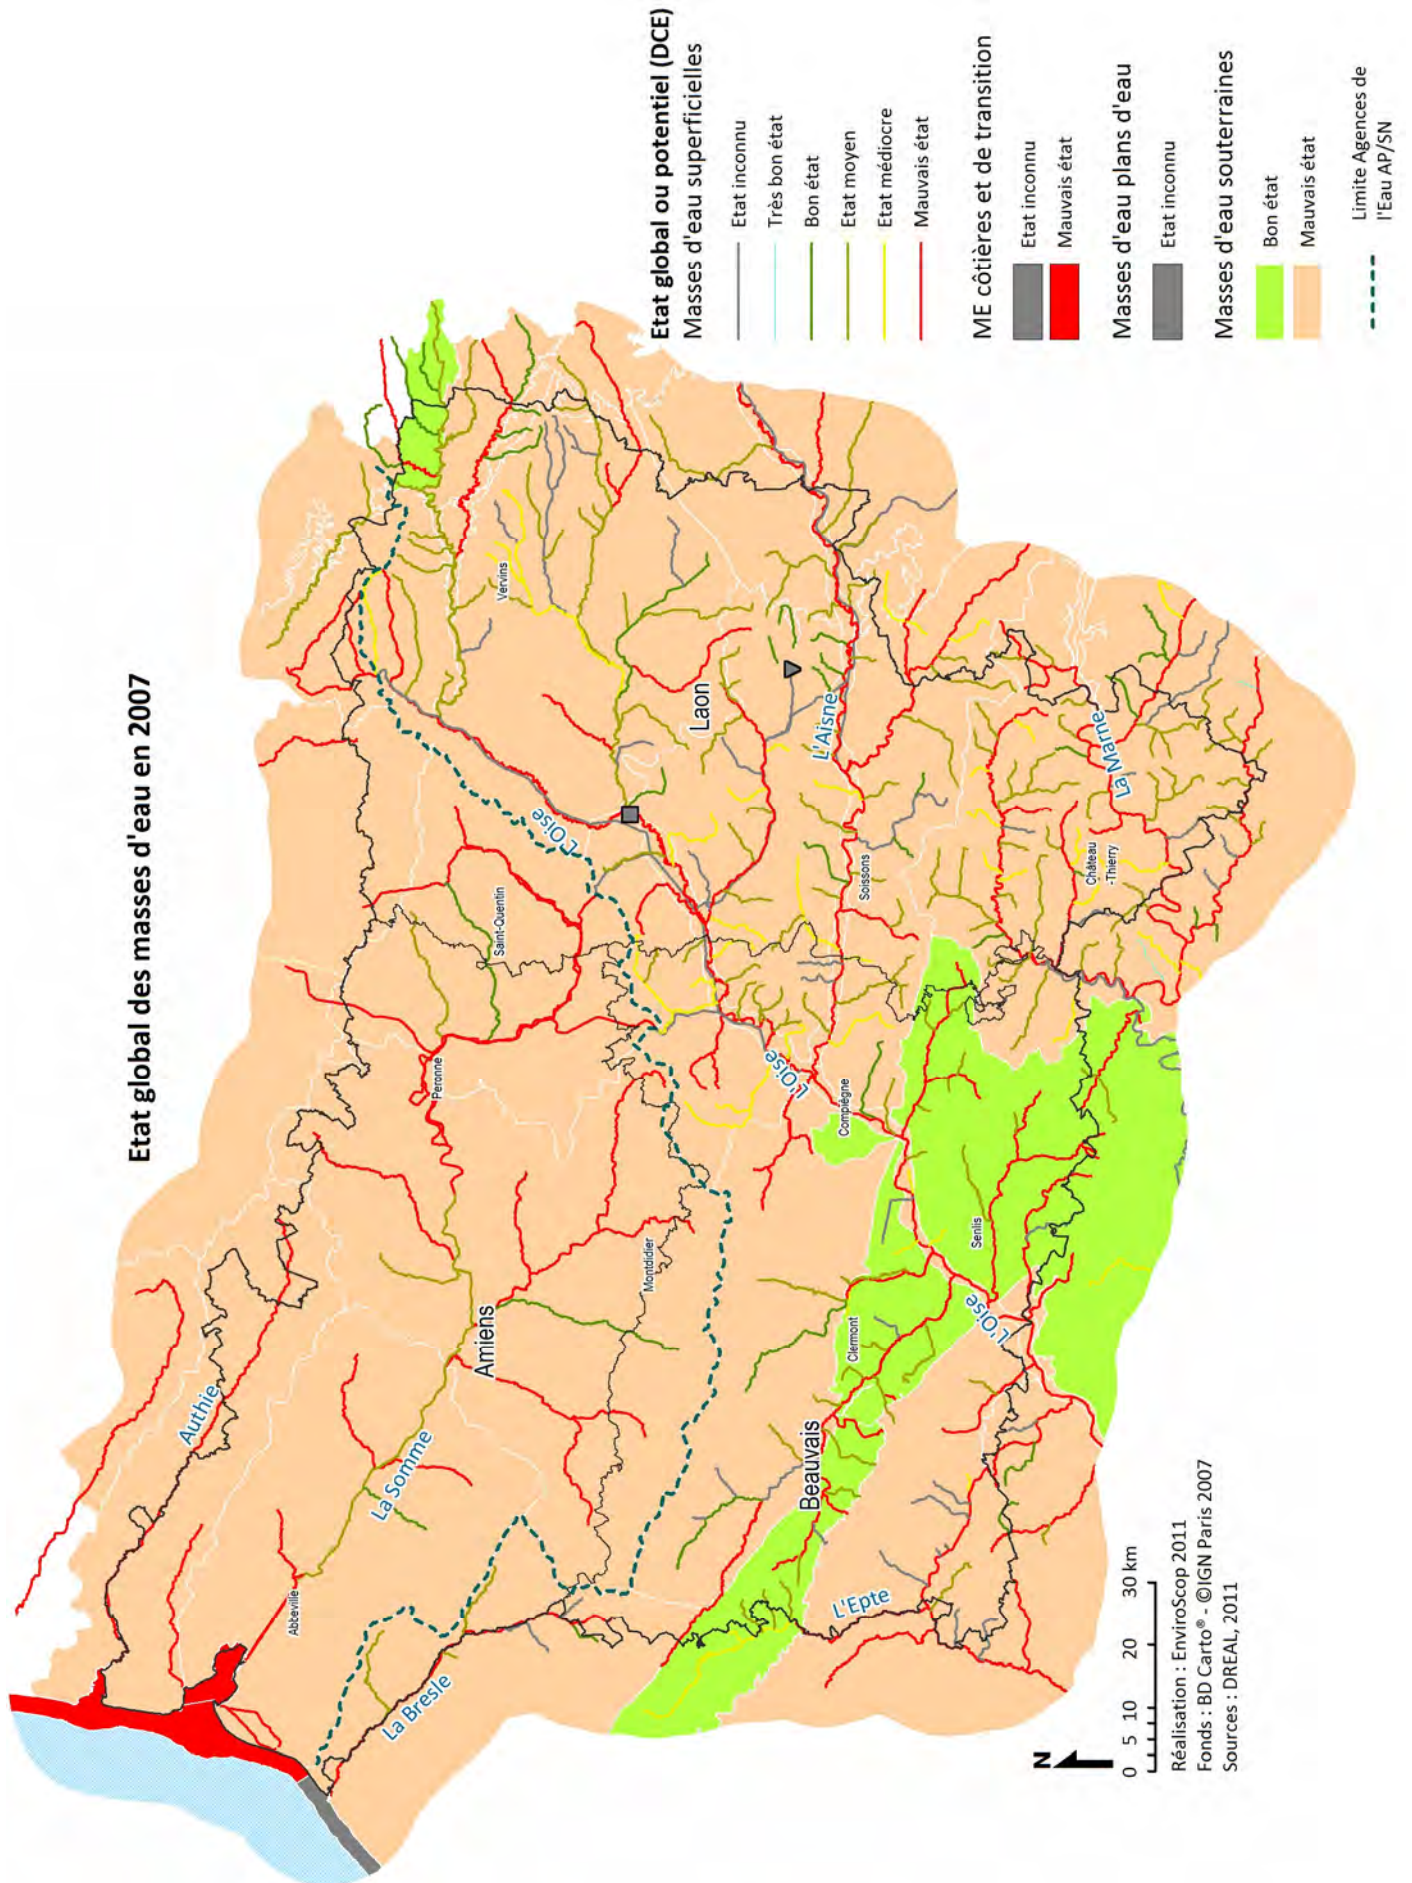 Etat global des masses d'eau en 2007
Etat global ou potentiel (DCE)
Masses d'eau superficielles
Etat inconnu
Très bon état
Bon état
Etat moyen
Etat médiocre
Mauvais état
ME côtières et de transition
Etat inconnu
Mauvais état
Masses d'eau plans d'eau
Etat inconnu
Masses d'eau souterraines
Bon état
Mauvais état
Limite Agences de
l'Eau AP/SN
Authie
La Somme
Abbeville
La Bresle
Amiens
Peronne
Saint-Quentin
L'Oise
Vervins
Montdidier
Laon
L'Aisne
Soissons
L'Oise
Compiègne
Beauvais
Clermont
Senlis
L'Oise
L'Epte
Château
-Thierry
La Marne
N
0 5 10 20 30 km
Réalisation : EnviroScop 2011
Fonds : BD Carto® - ©IGN Paris 2007
Sources : DREAL, 2011